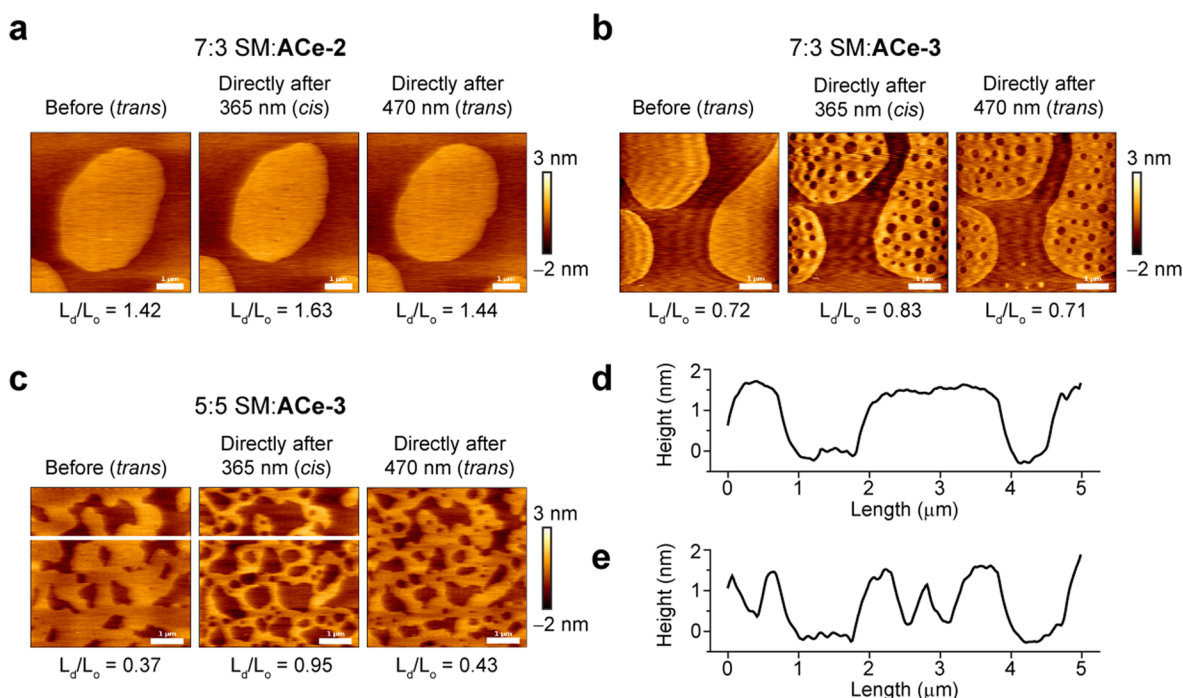 a
7:3 SM:ACe-2
Before (trans)
Directly after
365 nm (cis)
Directly after
470 nm (trans)
1 µm
1 µm
1 µm
3 nm
−2 nm
Ld/Lo = 1.42
Ld/Lo = 1.63
Ld/Lo = 1.44
b
7:3 SM:ACe-3
Before (trans)
Directly after
365 nm (cis)
Directly after
470 nm (trans)
1 µm
1 µm
1 µm
3 nm
−2 nm
Ld/Lo = 0.72
Ld/Lo = 0.83
Ld/Lo = 0.71
c
5:5 SM:ACe-3
Before (trans)
Directly after
365 nm (cis)
Directly after
470 nm (trans)
1 µm
1 µm
1 µm
3 nm
−2 nm
Ld/Lo = 0.37
Ld/Lo = 0.95
Ld/Lo = 0.43
d
Height (nm)
2
1
0
0 1 2 3 4 5
Length (µm)
e
Height (nm)
2
1
0
0 1 2 3 4 5
Length (µm)